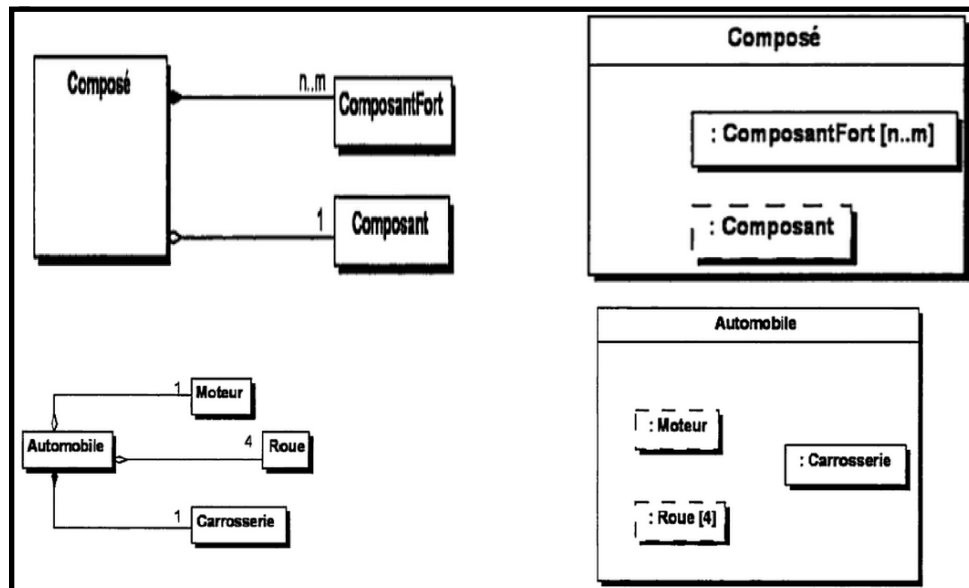 Composé
n..m
ComposantFort
1
Composant
Composé
: ComposantFort [n..m]
: Composant
1
Moteur
Automobile
4
Roue
1
Carrosserie
Automobile
: Moteur
: Carrosserie
: Roue [4]